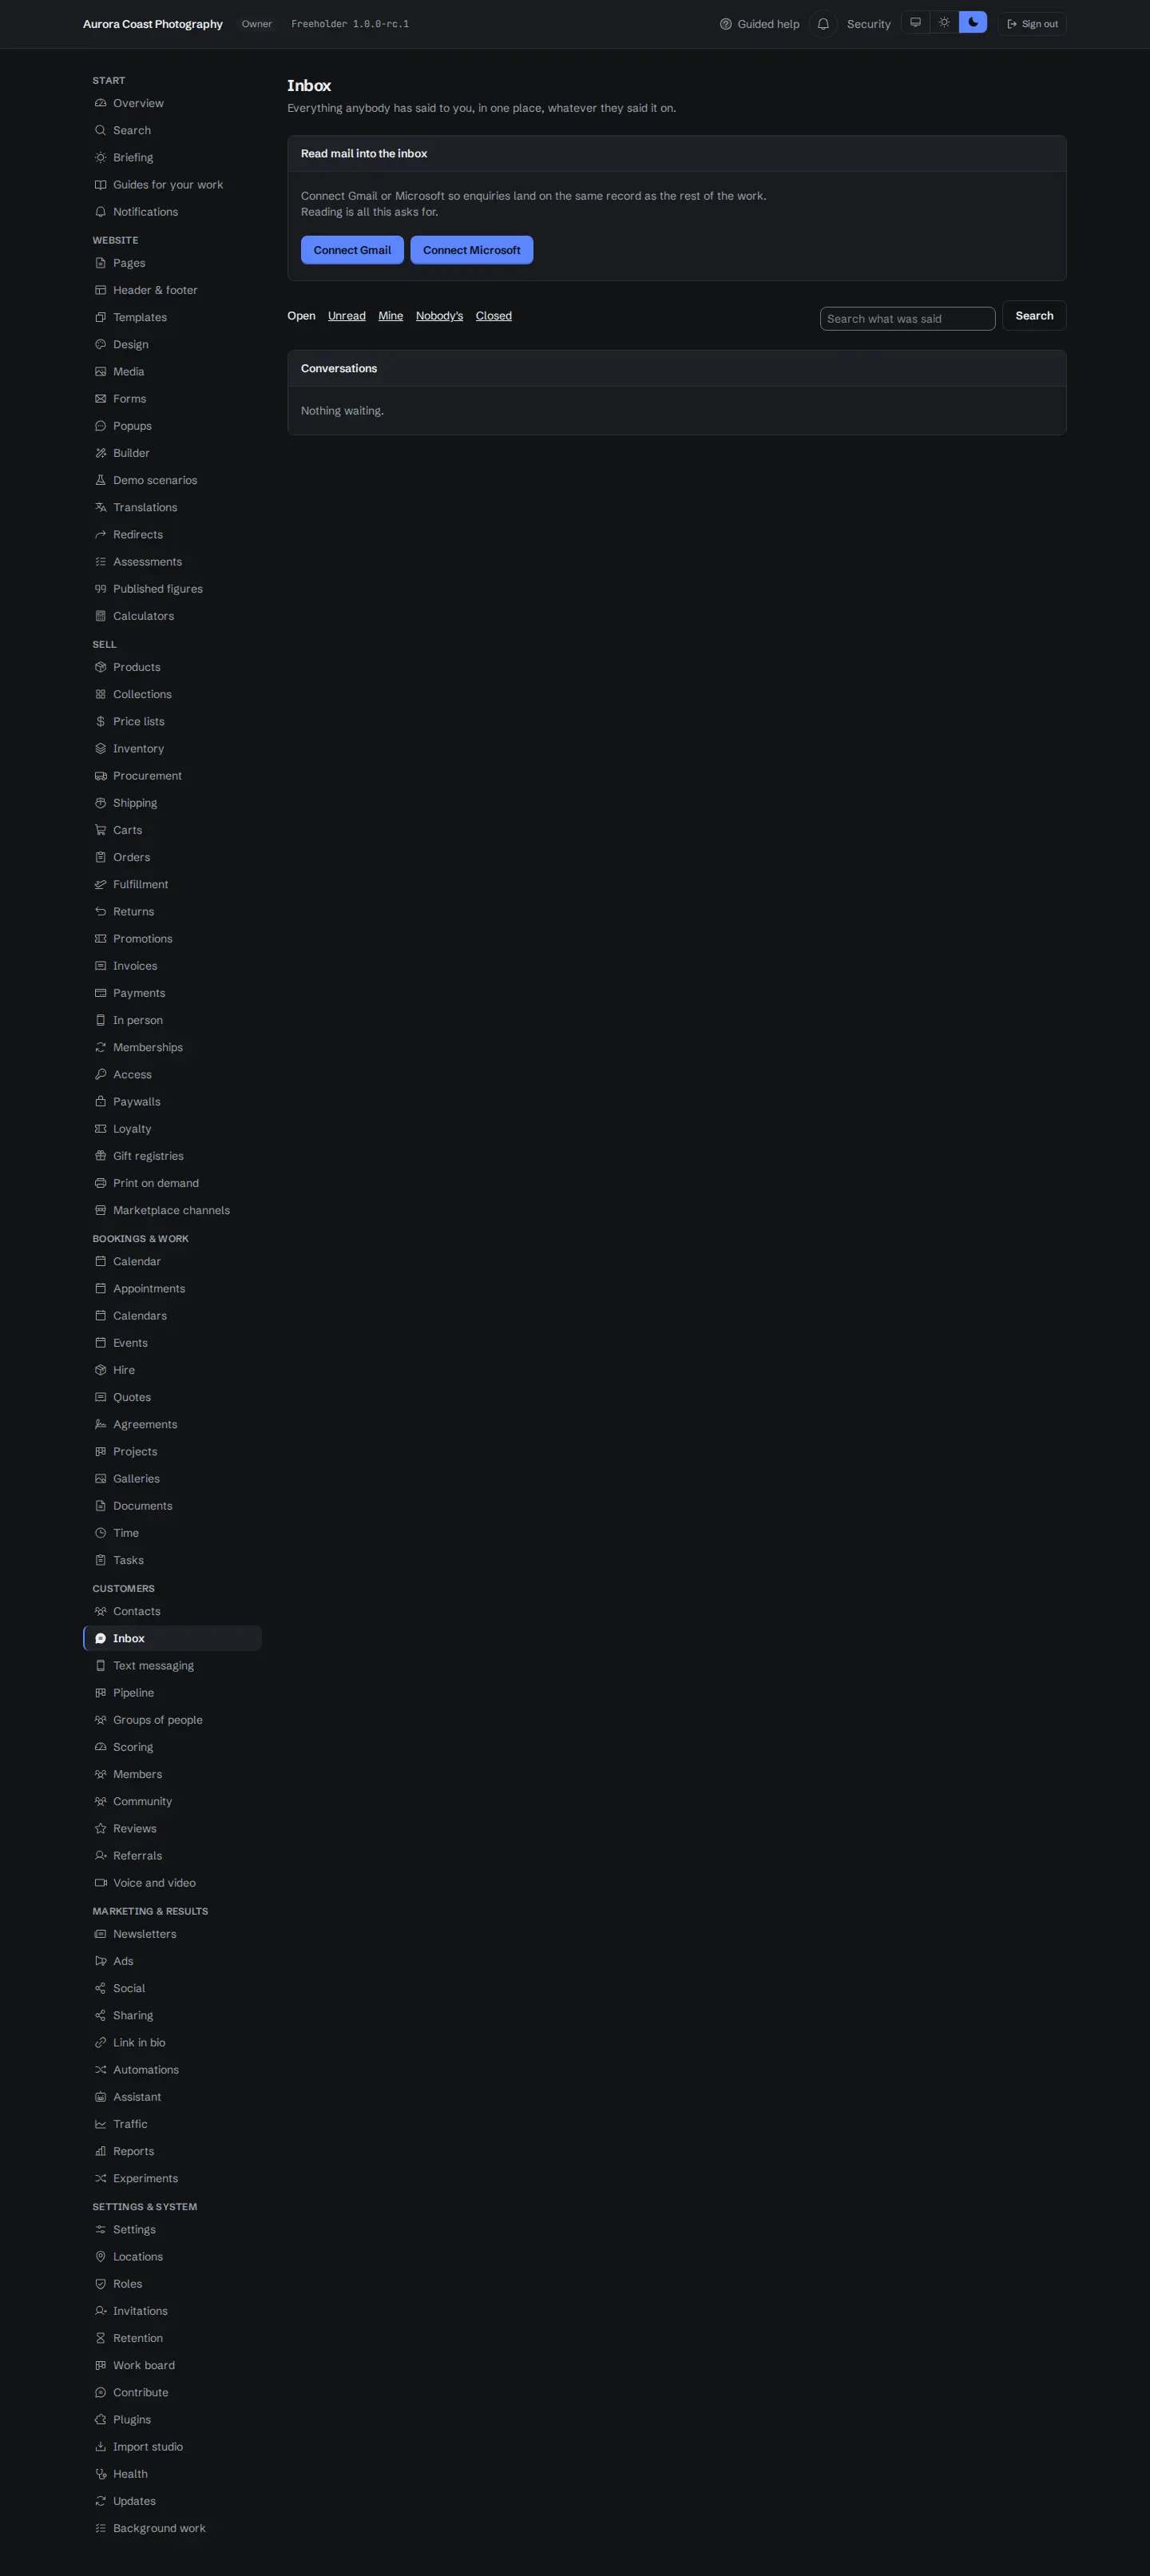 Aurora Coast Photography Owner Freeholder 1.0.0-rc.1 Guided help Security Sign out
START
Overview
Search
Briefing
Guides for your work
Notifications
WEBSITE
Pages
Header & footer
Templates
Design
Media
Forms
Popups
Builder
Demo scenarios
Translations
Redirects
Assessments
Published figures
Calculators
SELL
Products
Collections
Price lists
Inventory
Procurement
Shipping
Carts
Orders
Fulfillment
Returns
Promotions
Invoices
Payments
In person
Memberships
Access
Paywalls
Loyalty
Gift registries
Print on demand
Marketplace channels
BOOKINGS & WORK
Calendar
Appointments
Calendars
Events
Hire
Quotes
Agreements
Projects
Galleries
Documents
Time
Tasks
CUSTOMERS
Contacts
Inbox
Text messaging
Pipeline
Groups of people
Scoring
Members
Community
Reviews
Referrals
Voice and video
MARKETING & RESULTS
Newsletters
Ads
Social
Sharing
Link in bio
Automations
Assistant
Traffic
Reports
Experiments
SETTINGS & SYSTEM
Settings
Locations
Roles
Invitations
Retention
Work board
Contribute
Plugins
Import studio
Health
Updates
Background work
Inbox
Everything anybody has said to you, in one place, whatever they said it on.
Read mail into the inbox
Connect Gmail or Microsoft so enquiries land on the same record as the rest of the work.
Reading is all this asks for.
Connect Gmail Connect Microsoft
Open Unread Mine Nobody's Closed Search what was said Search
Conversations
Nothing waiting.